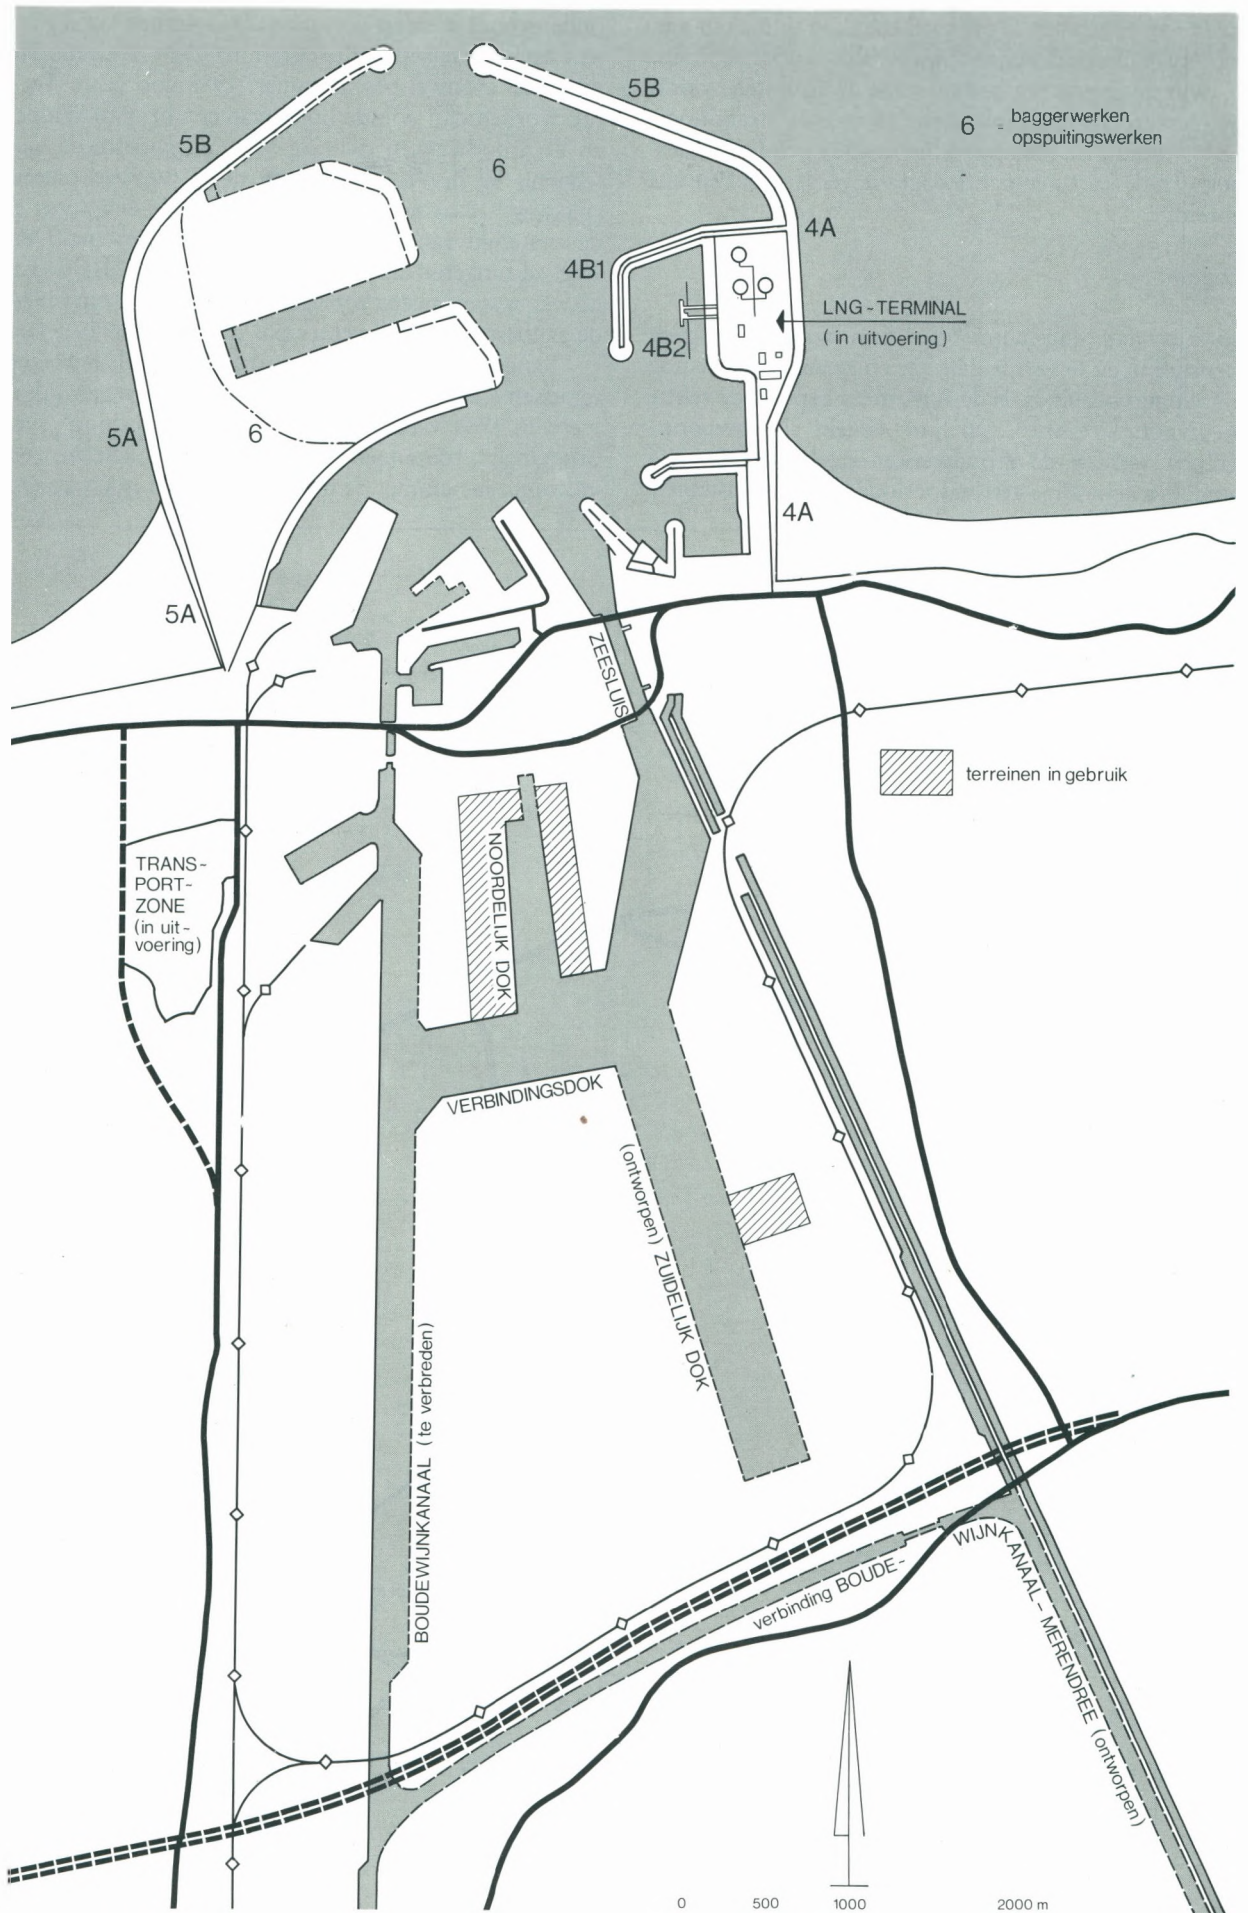 5B
5B
6 = baggerwerken
opspuitingswerken
6
4A
4B1
LNG-TERMINAL
(in uitvoering)
4B2
5A
6
4A
5A
ZEESLUIS
terreinen in gebruik
TRANS-
PORT-
ZONE
(in uit-
voering)
NOORDELIJK DOK
VERBINDINGSDOK
(ontworpen) ZUIDELIJK DOK
BOUDEWIJNKANAAL (te verbreden)
verbinding BOUDE-
WIJNKANAAL-MERENDREE (ontworpen)
0 500 1000 2000 m